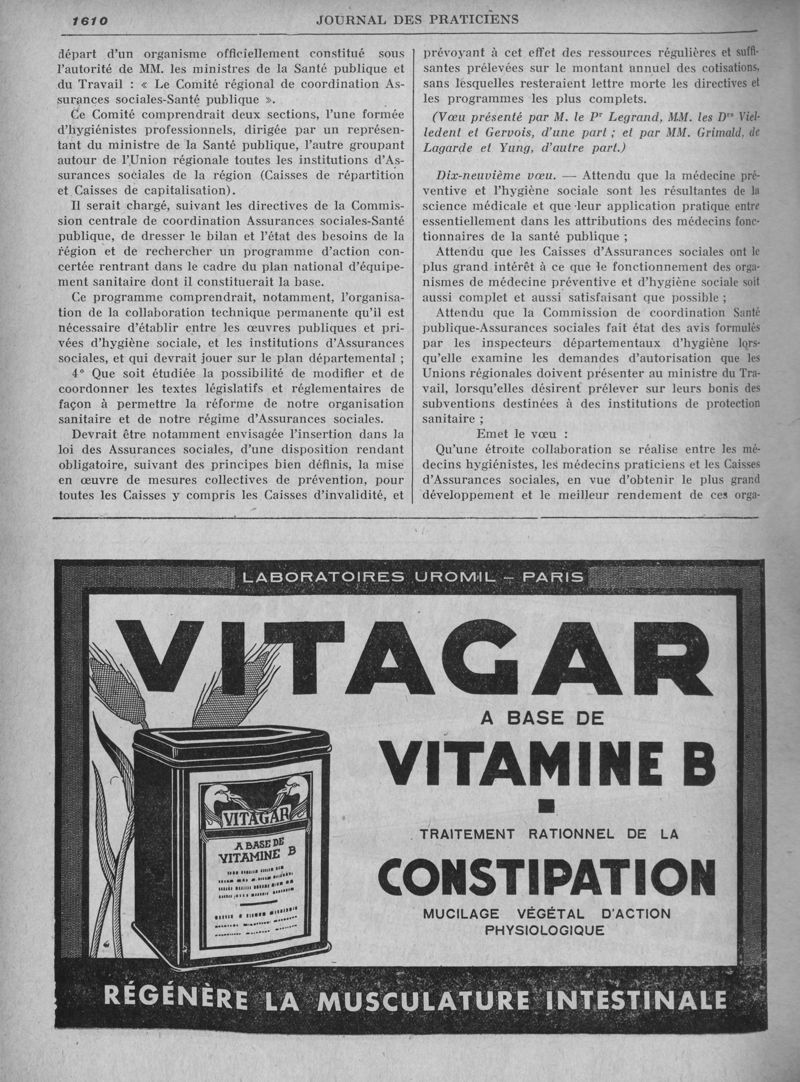 1610
JOURNAL DES PRATICIENS
départ d'un organisme officiellement constitué sous
l'autorité de MM. les ministres de la Santé publique et
du Travail : « Le Comité régional de coordination As-
surances sociales-Santé publique ».
Ce Comité comprendrait deux sections, l'une formée
d'hygiénistes professionnels, dirigée par un représen-
tant du ministre de la Santé publique, l'autre groupant
autour de l'Union régionale toutes les institutions d'As-
surances sociales de la région (Caisses de répartition
et Caisses de capitalisation).
Il serait chargé, suivant les directives de la Commis-
sion centrale de coordination Assurances sociales-Santé
publique, de dresser le bilan et l'état des besoins de la
région et de rechercher un programme d'action con-
certée rentrant dans le cadre du plan national d'équipe-
ment sanitaire dont il constituerait la base.
Ce programme comprendrait, notamment, l'organisa-
tion de la collaboration technique permanente qu'il est
nécessaire d'établir entre les œuvres publiques et pri-
vées d'hygiène sociale, et les institutions d'Assurances
sociales, et qui devrait jouer sur le plan départemental ;
4° Que soit étudiée la possibilité de modifier et de
coordonner les textes législatifs et réglementaires de
façon à permettre la réforme de notre organisation
sanitaire et de notre régime d'Assurances sociales.
Devrait être notamment envisagée l'insertion dans la
loi des Assurances sociales, d'une disposition rendant
obligatoire, suivant des principes bien définis, la mise
en œuvre de mesures collectives de prévention, pour
toutes les Caisses y compris les Caisses d'invalidité, et
prévoyant à cet effet des ressources régulières et suffi-
santes prélevées sur le montant annuel des cotisations,
sans lesquelles resteraient lettre morte les directives et
les programmes les plus complets.
(Vœu présenté par M. le Pr Legrand, MM. les Drs Viel-
ledent et Gervois, d'une part ; et par MM. Grimald, de
Lagarde et Yung, d'autre part.)
Dix-neuvième vœu. — Attendu que la médecine pré-
ventive et l'hygiène sociale sont les résultantes de la
science médicale et que leur application pratique entre
essentiellement dans les attributions des médecins fonc-
tionnaires de la santé publique ;
Attendu que les Caisses d'Assurances sociales ont le
plus grand intérêt à ce que le fonctionnement des orga-
nismes de médecine préventive et d'hygiène sociale soit
aussi complet et aussi satisfaisant que possible ;
Attendu que la Commission de coordination Santé
publique-Assurances sociales fait état des avis formulés
par les inspecteurs départementaux d'hygiène lors-
qu'elle examine les demandes d'autorisation que les
Unions régionales doivent présenter au ministre du Tra-
vail, lorsqu'elles désirent prélever sur leurs bonis des
subventions destinées à des institutions de protection
sanitaire ;
Emet le vœu :
Qu'une étroite collaboration se réalise entre les mé-
decins hygiénistes, les médecins praticiens et les Caisses
d'Assurances sociales, en vue d'obtenir le plus grand
développement et le meilleur rendement de ces orga-
LABORATOIRES UROMIL – PARIS
VITAGAR
A BASE DE
VITAMINE B
TRAITEMENT RATIONNEL DE LA
CONSTIPATION
MUCILAGE VÉGÉTAL D'ACTION
PHYSIOLOGIQUE
VITAGAR
A BASE DE
VITAMINE B
RÉGÉNÈRE LA MUSCULATURE INTESTINALE